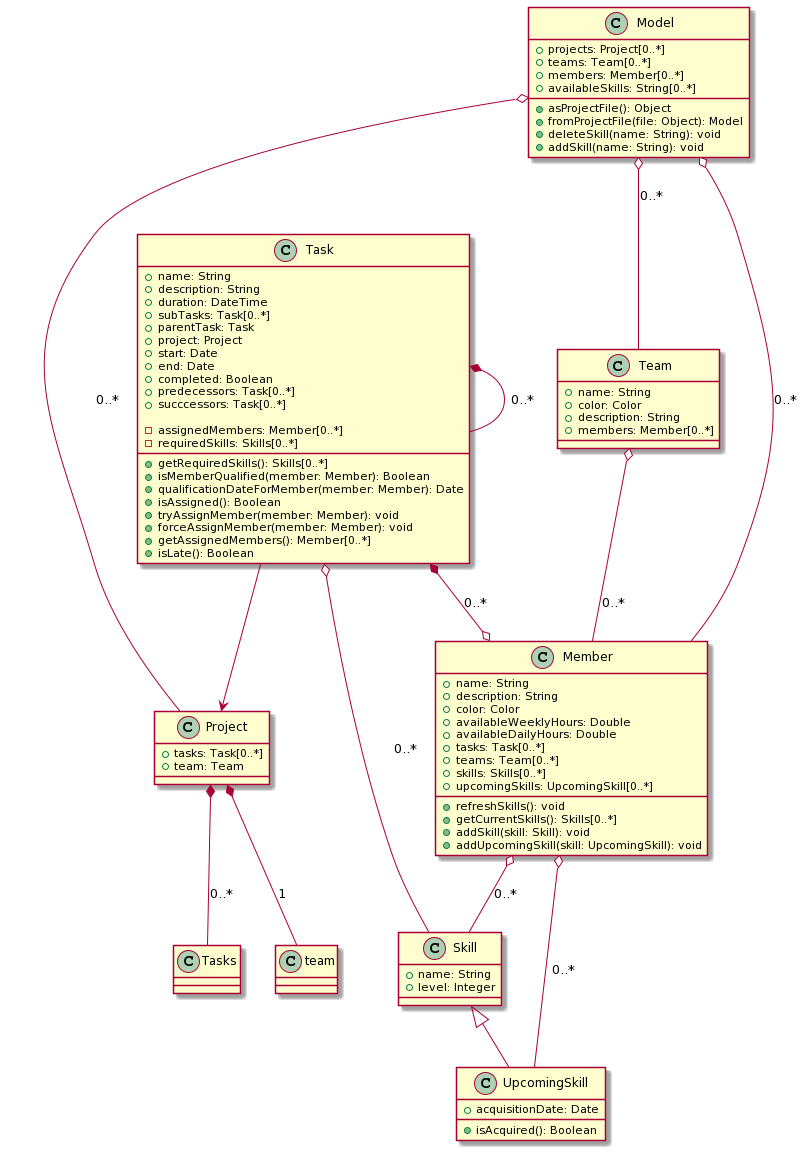 C Model
projects: Project[0..*]
teams: Team[0..*]
members: Member[0..*]
availableSkills: String[0..*]
asProjectFile(): Object
fromProjectFile(file: Object): Model
deleteSkill(name: String): void
addSkill(name: String): void
0..*
C Task
name: String
description: String
duration: DateTime
subTasks: Task[0..*]
parentTask: Task
project: Project
start: Date
end: Date
completed: Boolean
predecessors: Task[0..*]
succcessors: Task[0..*]
assignedMembers: Member[0..*]
requiredSkills: Skills[0..*]
getRequiredSkills(): Skills[0..*]
isMemberQualified(member: Member): Boolean
qualificationDateForMember(member: Member): Date
isAssigned(): Boolean
tryAssignMember(member: Member): void
forceAssignMember(member: Member): void
getAssignedMembers(): Member[0..*]
isLate(): Boolean
C Team
name: String
color: Color
description: String
members: Member[0..*]
0..*
0..*
0..*
0..*
0..*
C Member
name: String
description: String
color: Color
availableWeeklyHours: Double
availableDailyHours: Double
tasks: Task[0..*]
teams: Team[0..*]
skills: Skills[0..*]
upcomingSkills: UpcomingSkill[0..*]
refreshSkills(): void
getCurrentSkills(): Skills[0..*]
addSkill(skill: Skill): void
addUpcomingSkill(skill: UpcomingSkill): void
C Project
tasks: Task[0..*]
team: Team
0..*
0..*
1
0..*
0..*
C Tasks
C team
C Skill
name: String
level: Integer
C UpcomingSkill
acquisitionDate: Date
isAcquired(): Boolean